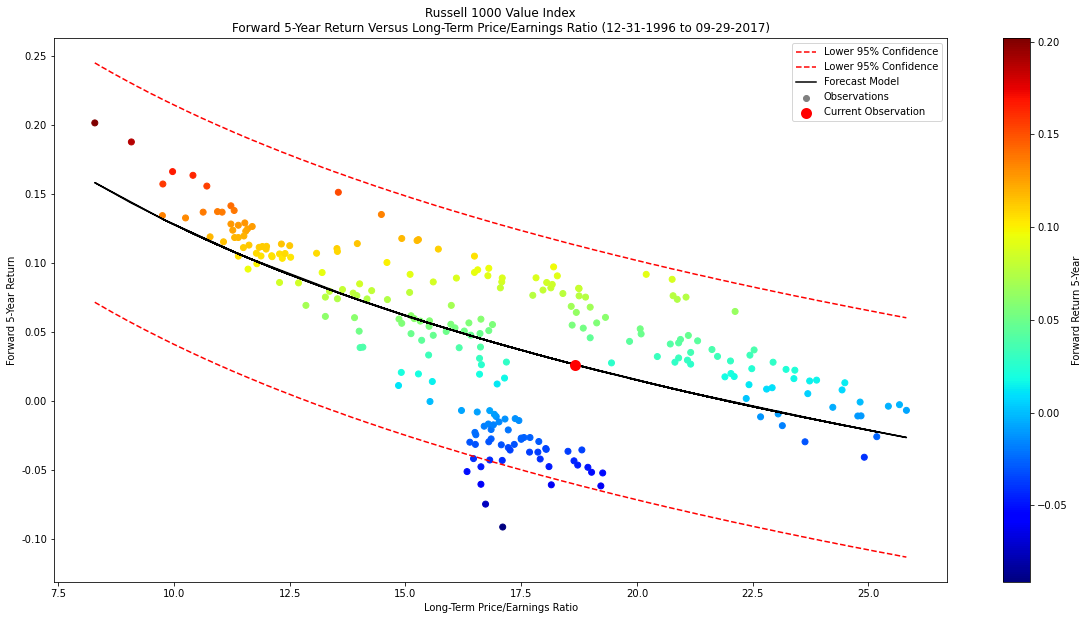 Russell 1000 Value Index
Forward 5-Year Return Versus Long-Term Price/Earnings Ratio (12-31-1996 to 09-29-2017)
Lower 95% Confidence
Lower 95% Confidence
Forecast Model
Observations
Current Observation
Forward 5-Year Return
0.25
0.20
0.15
0.10
0.05
0.00
-0.05
-0.10
7.5
10.0
12.5
15.0
17.5
20.0
22.5
25.0
Long-Term Price/Earnings Ratio
0.20
0.15
0.10
0.05
0.00
−0.05
Forward Return 5-Year